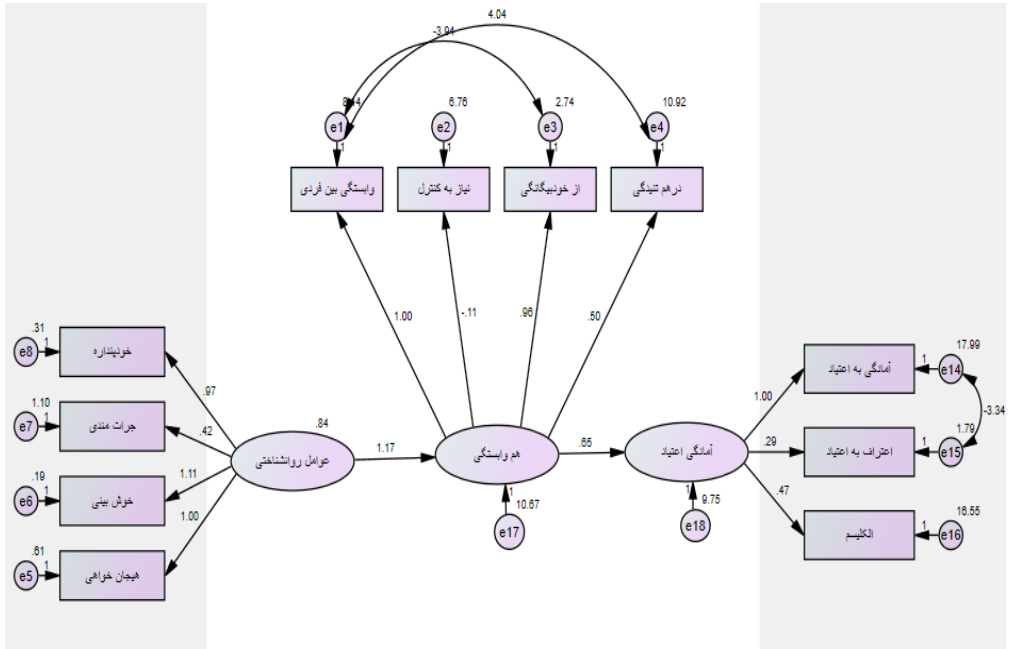 4.04
-3.94
6.76
2.74
10.92
e1
e2
e3
e4
1
1
1
1
وابستگی بین فردی
نیاز به کنترل
از خودبیگانگی
درهم تنیدگی
1.00
-.11
.96
.50
.31
e8
1
خودپنداره
.97
1.10
e7
1
جرات مندی
.42
.19
e6
1
خوش بینی
1.11
.61
e5
1
هیجان خواهی
1.00
.84
عوامل روانشناختی
1.17
هم وابستگی
1
10.67
e17
.65
آمادگی اعتیاد
1
9.75
e18
1.00
آمادگی به اعتیاد
1
17.99
e14
-3.34
.29
اعتراف به اعتیاد
1
1.79
e15
.47
الکلیسم
1
16.55
e16